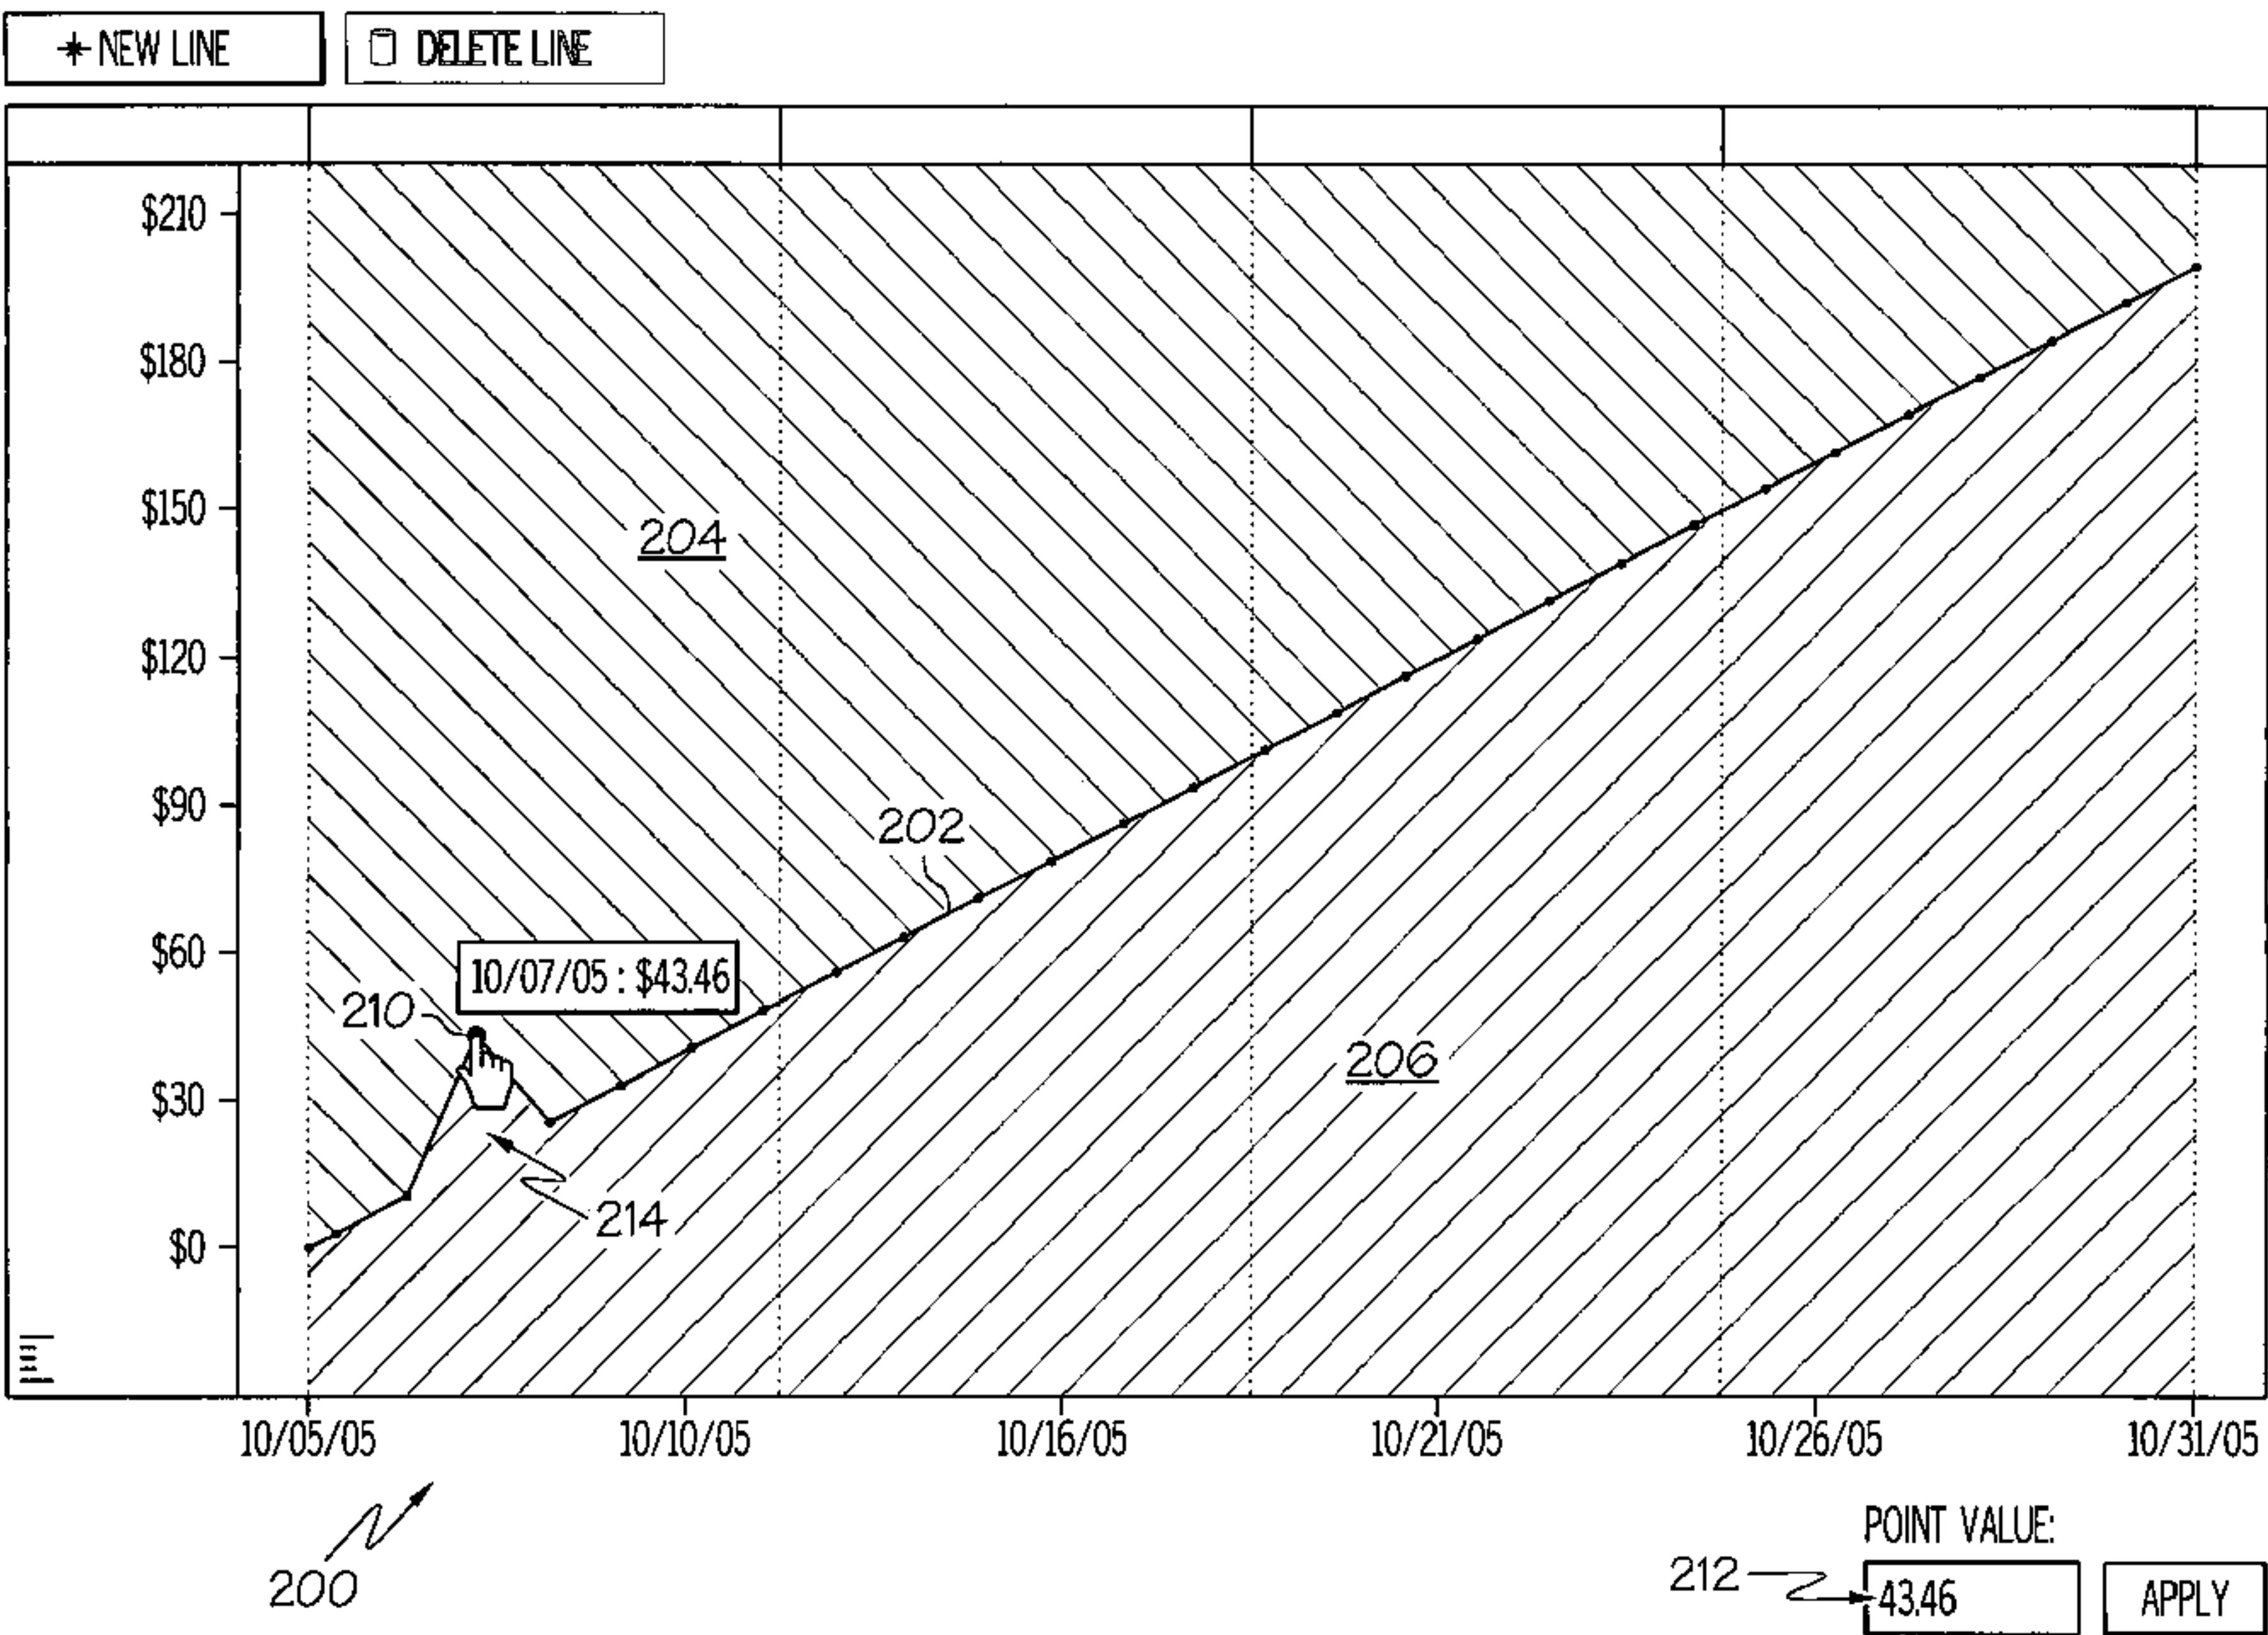 NEW LINE
DELETE LINE
$210
$180
$150
204
$120
$90
202
$60
10/07/05 : $43.46
210
206
$30
214
$0
10/05/05 10/10/05 10/16/05 10/21/05 10/26/05 10/31/05
200
POINT VALUE:
212
43.46
APPLY